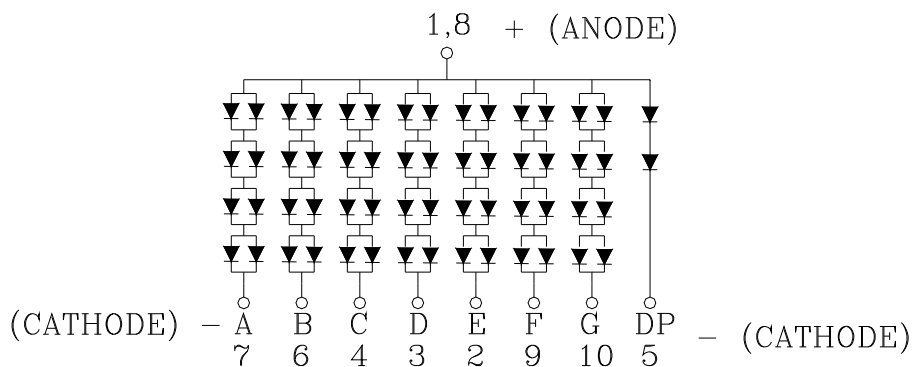 1,8 + (ANODE)
(CATHODE) - A B C D E F G DP
7 6 4 3 2 9 10 5 - (CATHODE)